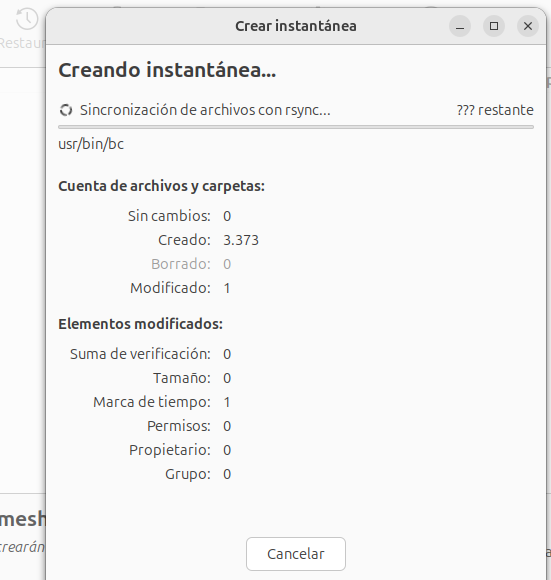 Crear instantánea
Restau
Creando instantánea...
Sincronización de archivos con rsync... ??? restante
usr/bin/bc
Cuenta de archivos y carpetas:
Sin cambios: 0
Creado: 3.373
Borrado: 0
Modificado: 1
Elementos modificados:
Suma de verificación: 0
Tamaño: 0
Marca de tiempo: 1
Permisos: 0
Propietario: 0
Grupo: 0
mesh
crearán
Cancelar